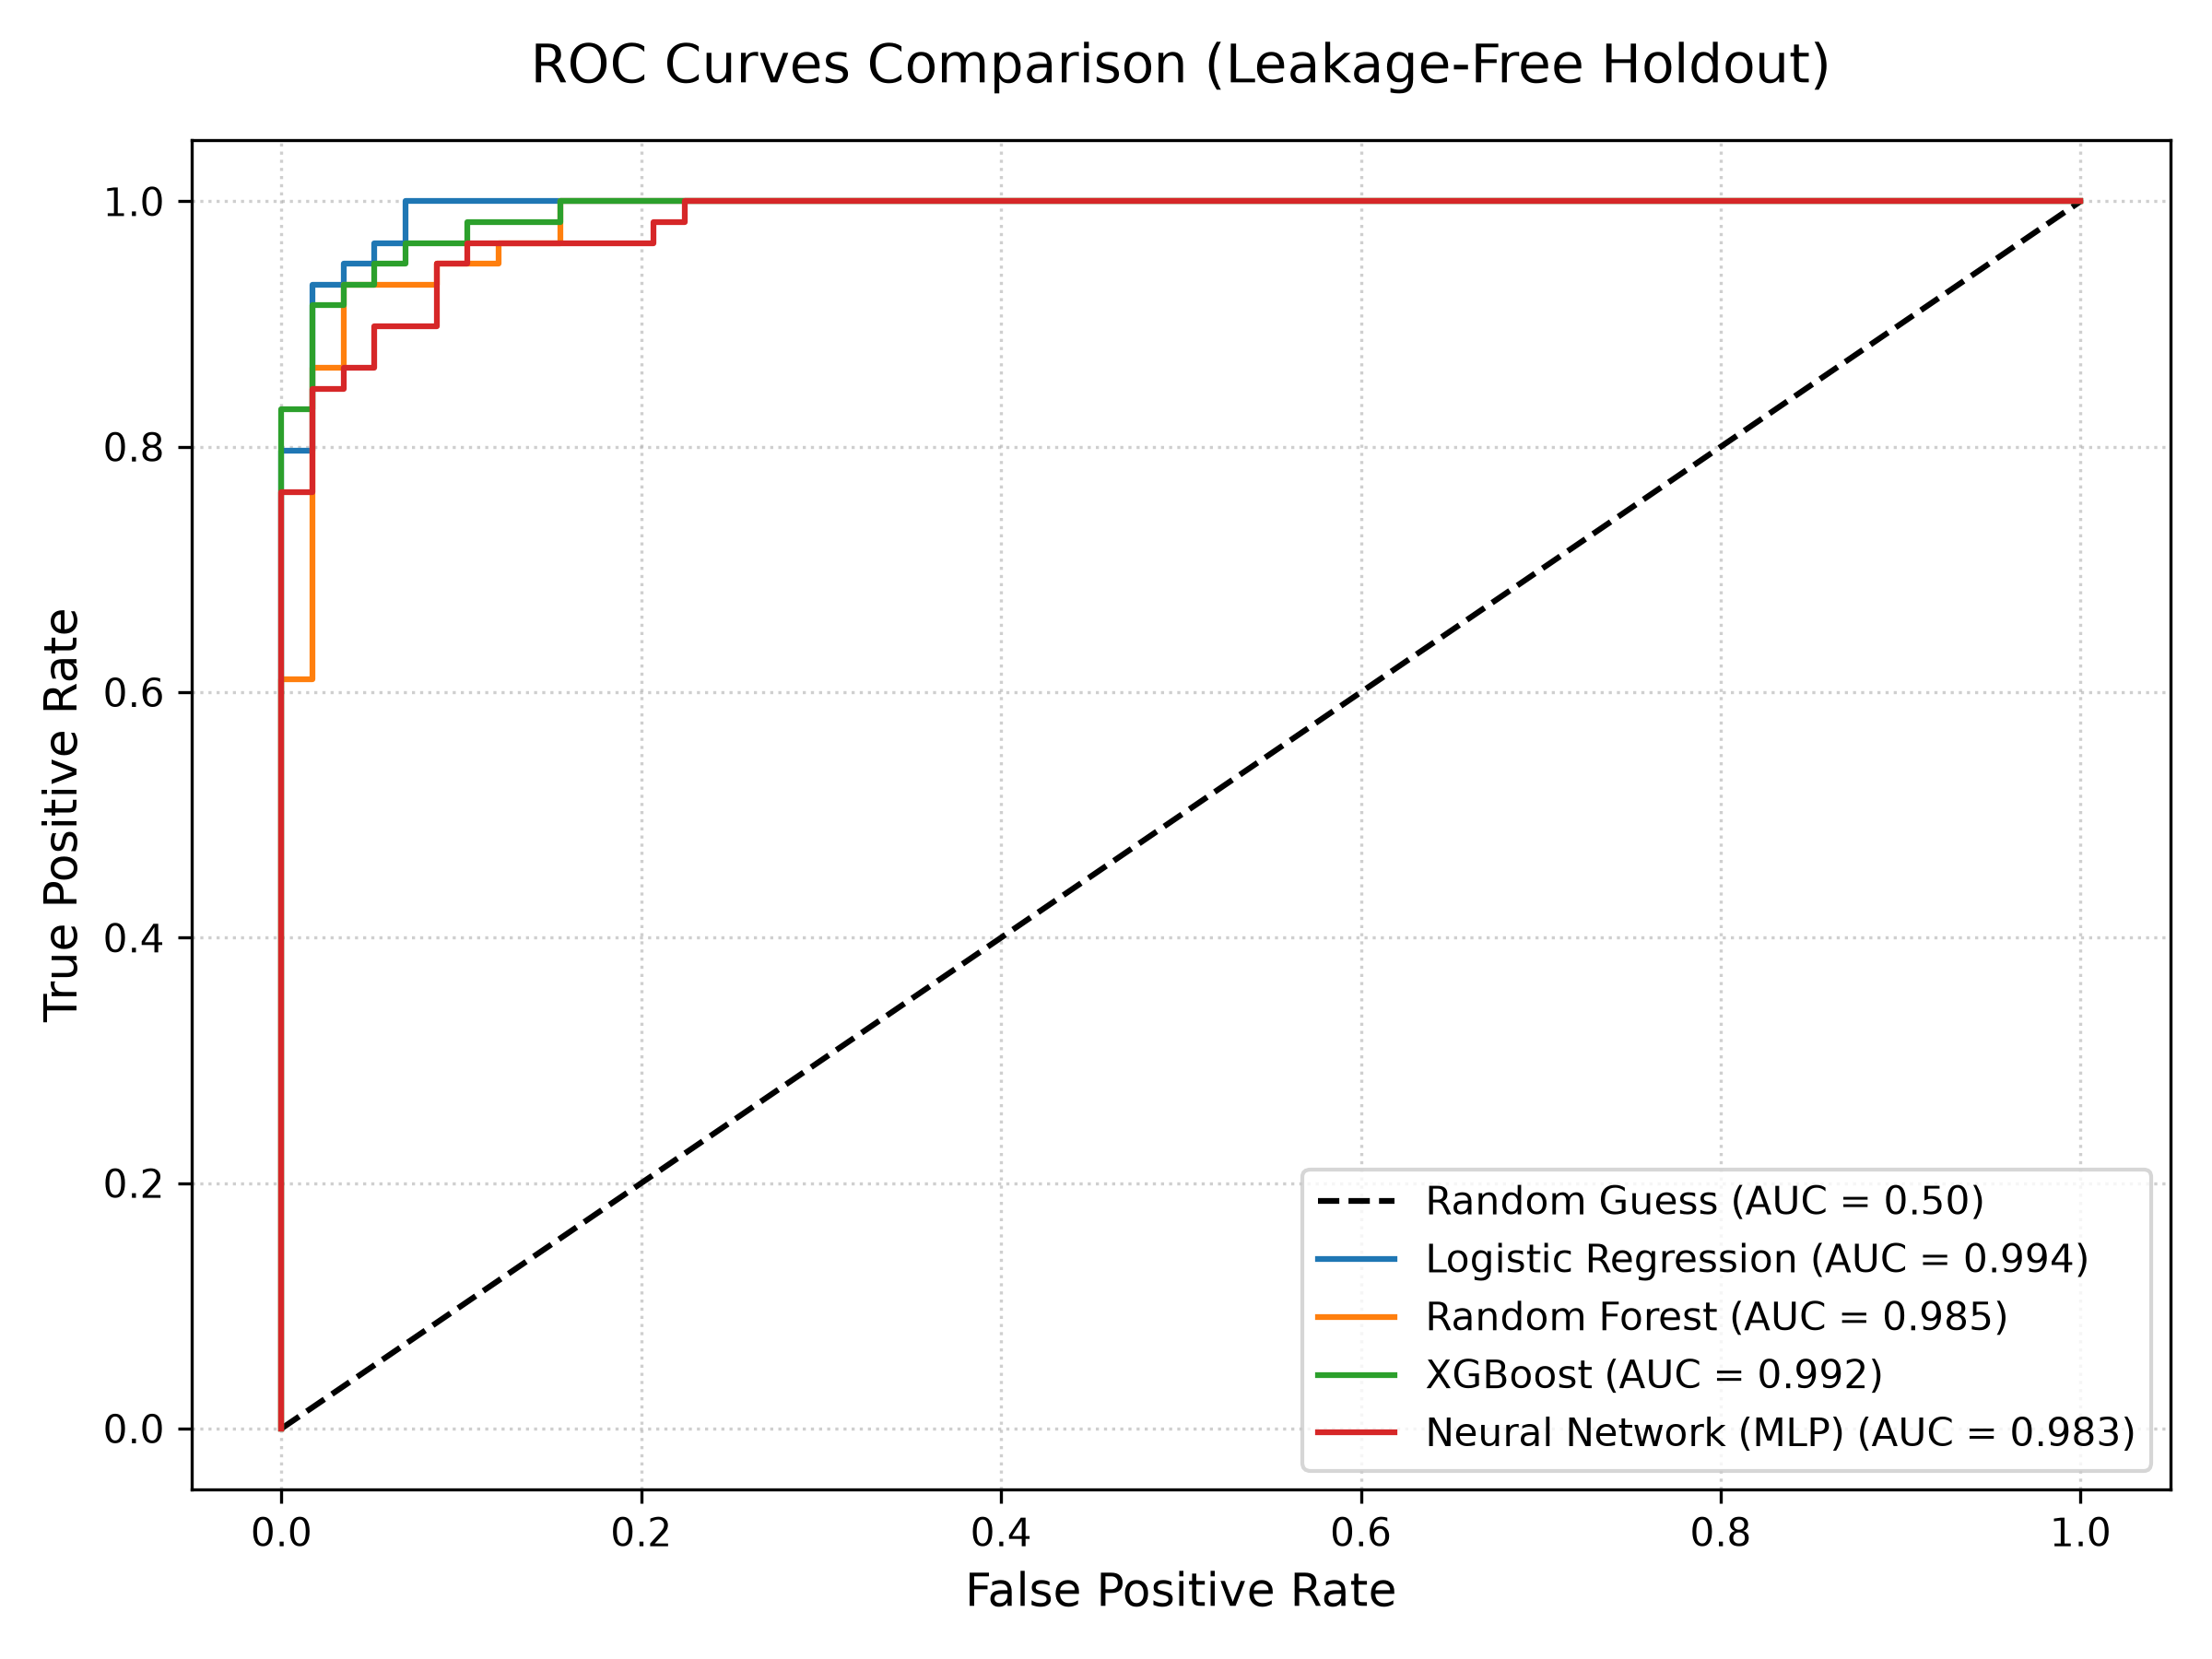 ROC Curves Comparison (Leakage-Free Holdout)
True Positive Rate
1.0
0.8
0.6
0.4
0.2
0.0
Random Guess (AUC = 0.50)
Logistic Regression (AUC = 0.994)
Random Forest (AUC = 0.985)
XGBoost (AUC = 0.992)
Neural Network (MLP) (AUC = 0.983)
0.0 0.2 0.4 0.6 0.8 1.0
False Positive Rate